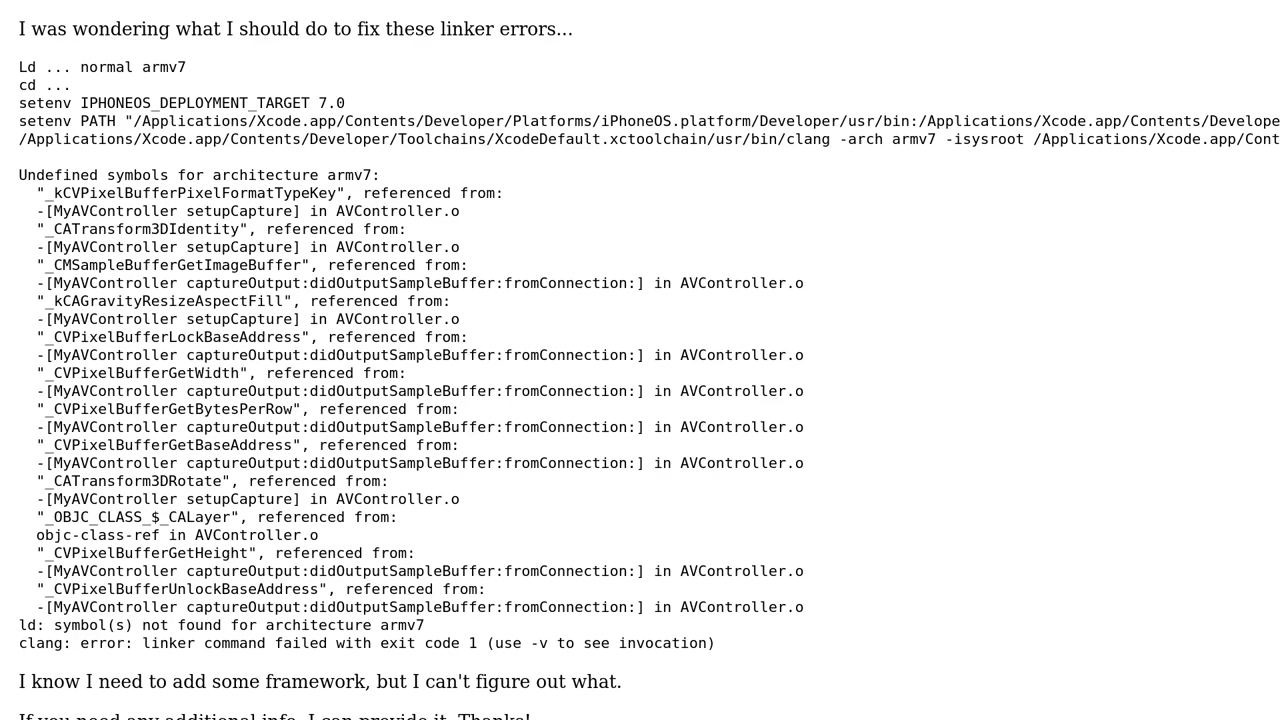 I was wondering what I should do to fix these linker errors...
Ld ... normal armv7
cd ...
setenv IPHONEOS_DEPLOYMENT_TARGET 7.0
setenv PATH "/Applications/Xcode.app/Contents/Developer/Platforms/iPhoneOS.platform/Developer/usr/bin:/Applications/Xcode.app/Contents/Develope
/Applications/Xcode.app/Contents/Developer/Toolchains/XcodeDefault.xctoolchain/usr/bin/clang -arch armv7 -isysroot /Applications/Xcode.app/Cont
Undefined symbols for architecture armv7:
"_kCVPixelBufferPixelFormatTypeKey", referenced from:
-[MyAVController setupCapture] in AVController.o
"_CATransform3DIdentity", referenced from:
-[MyAVController setupCapture] in AVController.o
"_CMSampleBufferGetImageBuffer", referenced from:
-[MyAVController captureOutput:didOutputSampleBuffer:fromConnection:] in AVController.o
"_kCAGravityResizeAspectFill", referenced from:
-[MyAVController setupCapture] in AVController.o
"_CVPixelBufferLockBaseAddress", referenced from:
-[MyAVController captureOutput:didOutputSampleBuffer:fromConnection:] in AVController.o
"_CVPixelBufferGetWidth", referenced from:
-[MyAVController captureOutput:didOutputSampleBuffer:fromConnection:] in AVController.o
"_CVPixelBufferGetBytesPerRow", referenced from:
-[MyAVController captureOutput:didOutputSampleBuffer:fromConnection:] in AVController.o
"_CVPixelBufferGetBaseAddress", referenced from:
-[MyAVController captureOutput:didOutputSampleBuffer:fromConnection:] in AVController.o
"_CATransform3DRotate", referenced from:
-[MyAVController setupCapture] in AVController.o
"_OBJC_CLASS_$_CALayer", referenced from:
objc-class-ref in AVController.o
"_CVPixelBufferGetHeight", referenced from:
-[MyAVController captureOutput:didOutputSampleBuffer:fromConnection:] in AVController.o
"_CVPixelBufferUnlockBaseAddress", referenced from:
-[MyAVController captureOutput:didOutputSampleBuffer:fromConnection:] in AVController.o
ld: symbol(s) not found for architecture armv7
clang: error: linker command failed with exit code 1 (use -v to see invocation)
I know I need to add some framework, but I can't figure out what.
If you need any additional info, I can provide it. Thanks!